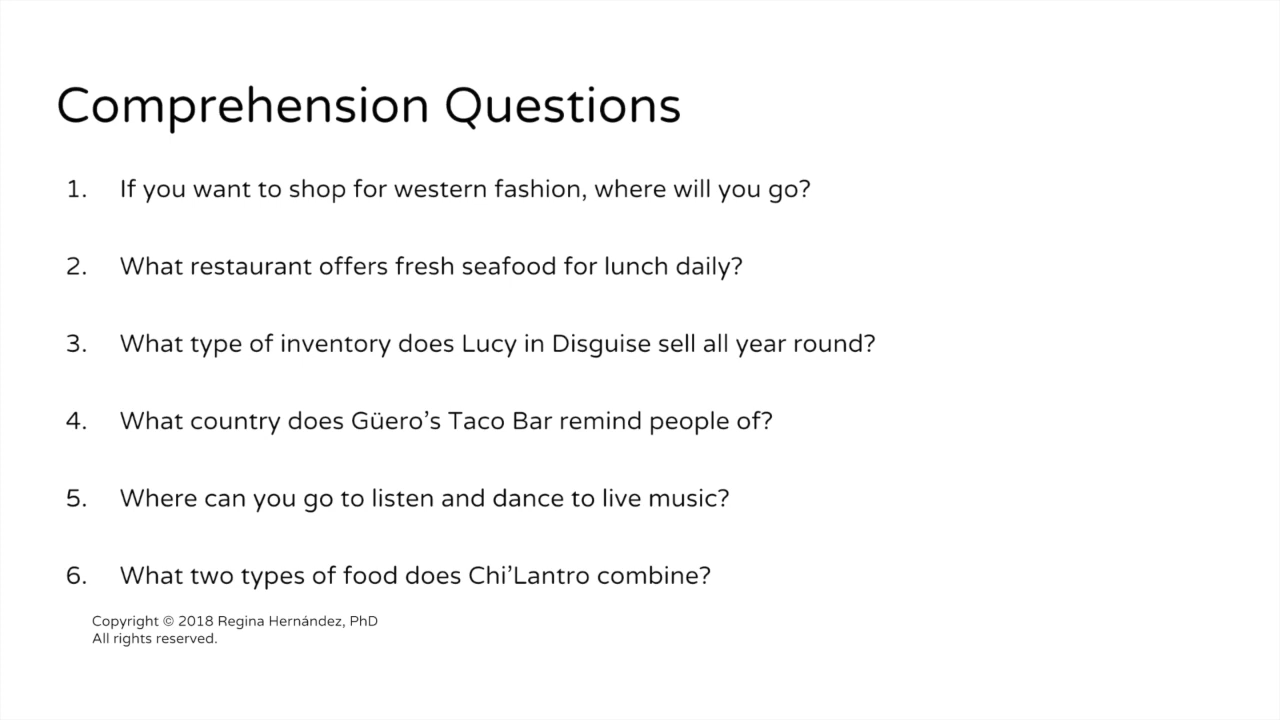 Comprehension Questions
1. If you want to shop for western fashion, where will you go?
2. What restaurant offers fresh seafood for lunch daily?
3. What type of inventory does Lucy in Disguise sell all year round?
4. What country does Güero’s Taco Bar remind people of?
5. Where can you go to listen and dance to live music?
6. What two types of food does Chi’Lantro combine?
Copyright © 2018 Regina Hernández, PhD
All rights reserved.